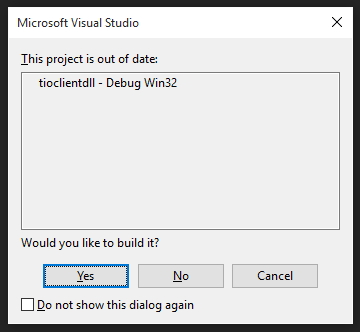 Microsoft Visual Studio
This project is out of date:
tioclientdll - Debug Win32
Would you like to build it?
Yes No Cancel
Do not show this dialog again